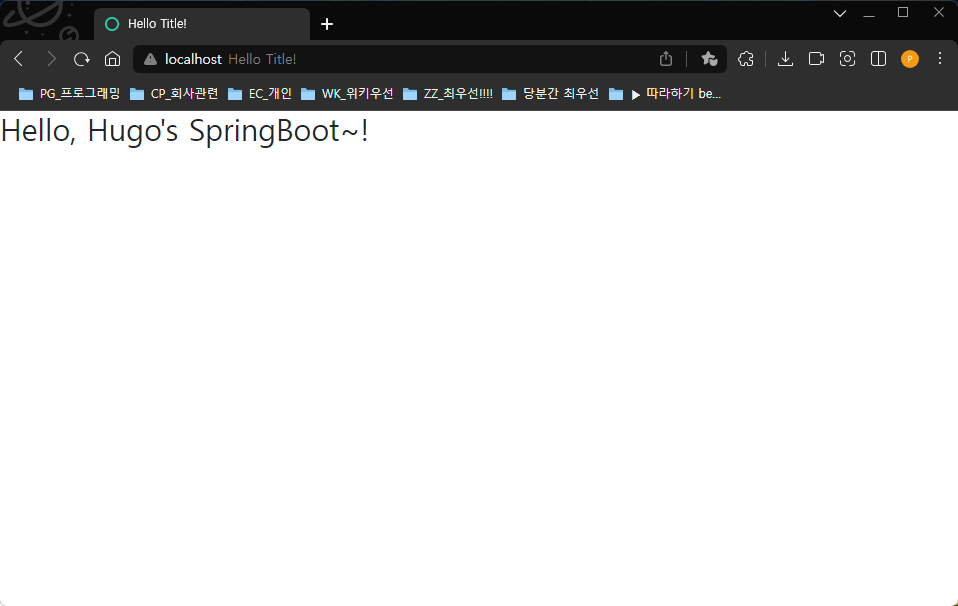 Hello Title!
localhost Hello Title!
P
PG_프로그래밍 CP_회사관련 EC_개인 WK_위키우선 ZZ_최우선!!!! 당분간 최우선 ▶ 따라하기 be...
Hello, Hugo's SpringBoot~!